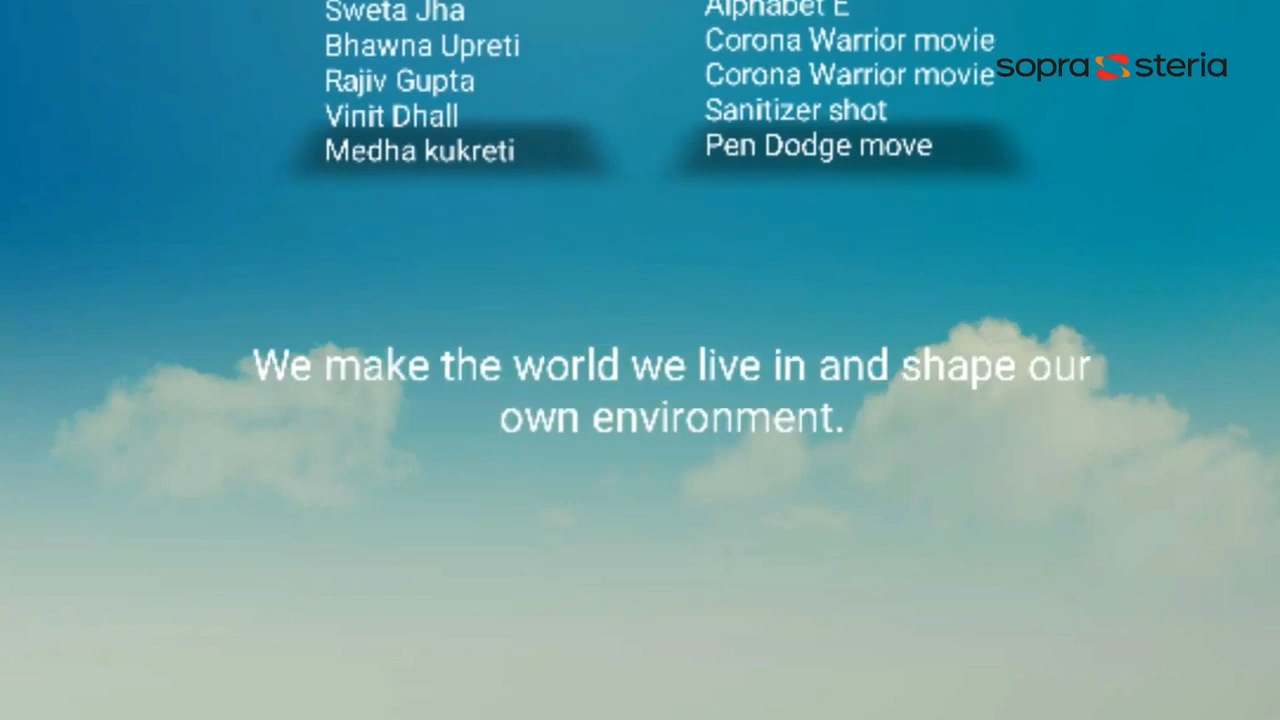 Sweta Jha Alphabet E
Bhawna Upreti Corona Warrior movie
Rajiv Gupta Corona Warrior movie
sopra steria
Vinit Dhall Sanitizer shot
Medha kukreti Pen Dodge move
We make the world we live in and shape our
own environment.